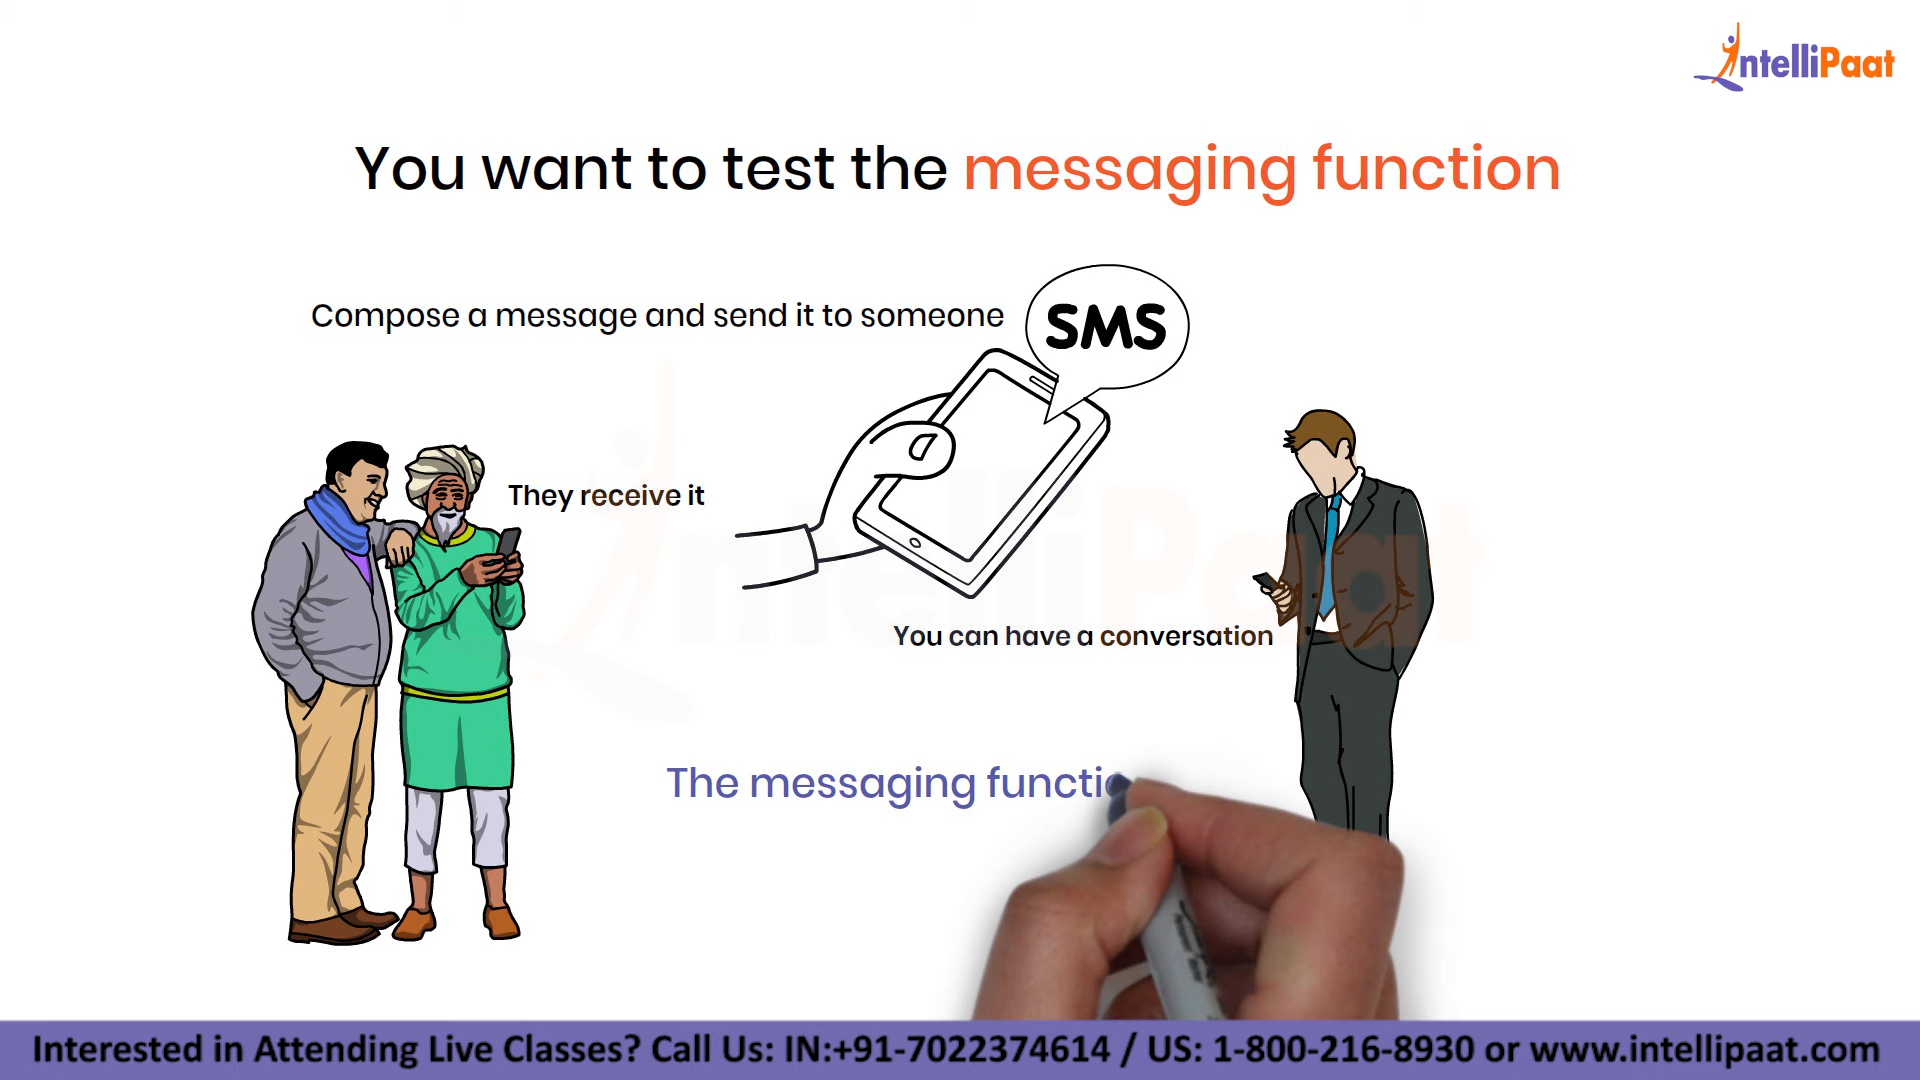 IntelliPaat
You want to test the messaging function
Compose a message and send it to someone
SMS
They receive it
You can have a conversation
The messaging
Interested in Attending Live Classes? Call Us: IN:+91-7022374614 / US: 1-800-216-8930 or www.intellipaat.com